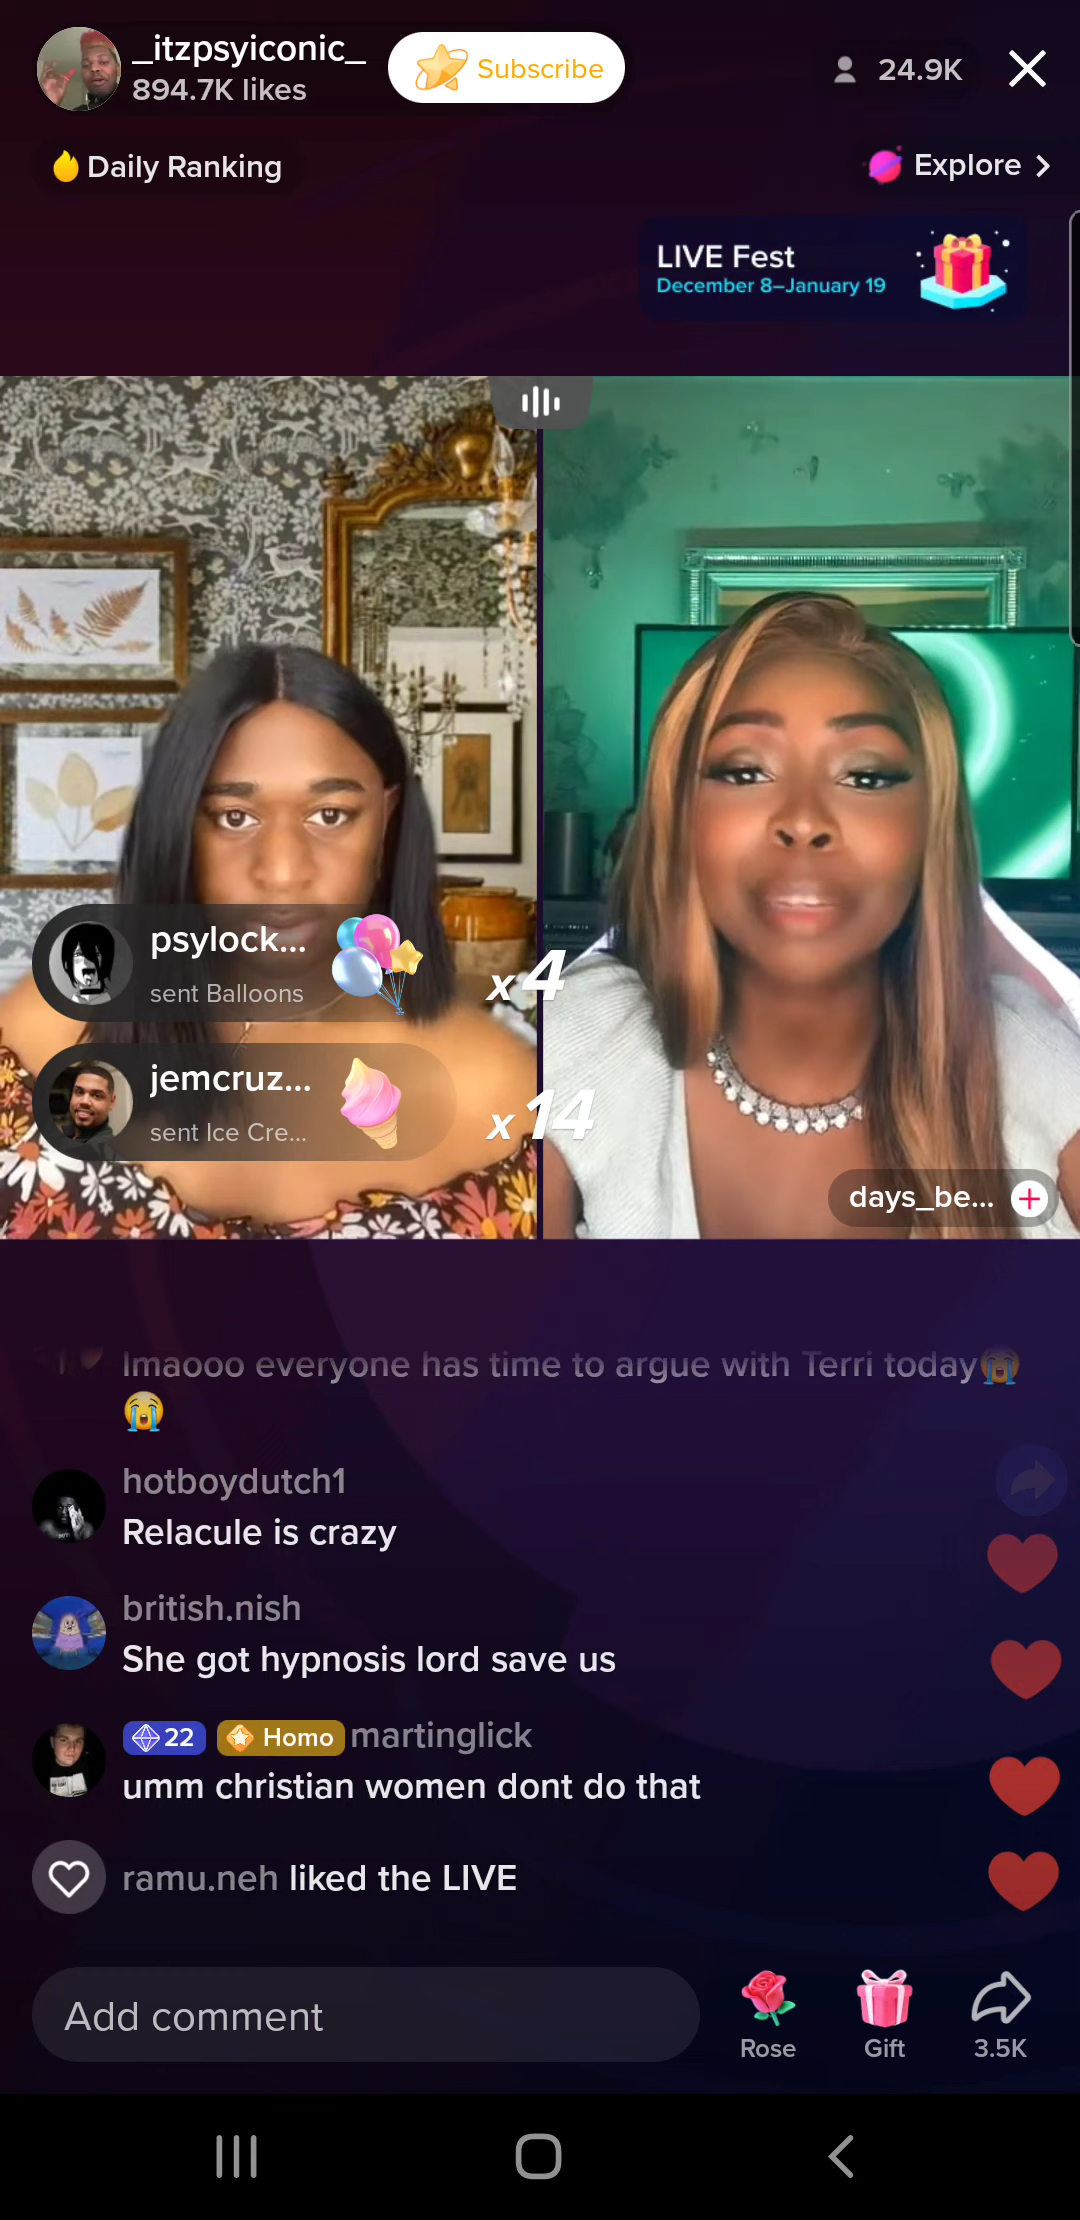 _itzpsyiconic_
894.7K likes
Subscribe
24.9K
Daily Ranking
Explore
LIVE Fest
December 8–January 19
psylock...
sent Balloons
x4
jemcruz...
sent Ice Cre...
x14
days_be...
lmaooo everyone has time to argue with Terri today😭
😭
hotboydutch1
Relacule is crazy
british.nish
She got hypnosis lord save us
22 Homo martinglick
umm christian women dont do that
ramu.neh liked the LIVE
Add comment
Rose
Gift
3.5K